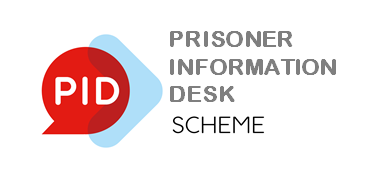 PID
PRISONER
INFORMATION
DESK
SCHEME